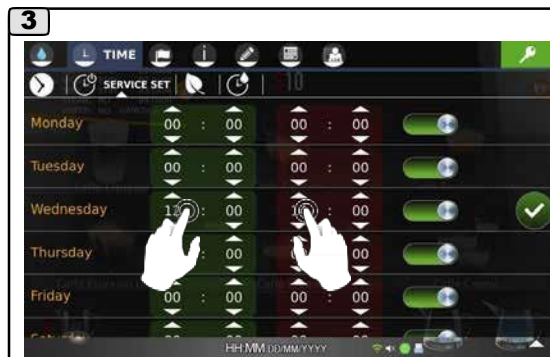 3
TIME
SERVICE SET
Monday 00 : 00 00 : 00
Tuesday 00 : 00 00 : 00
Wednesday 00 : 00
Thursday 00 00
Friday 00 : 00 00 : 00
HH:MM DD/MM/YYYY